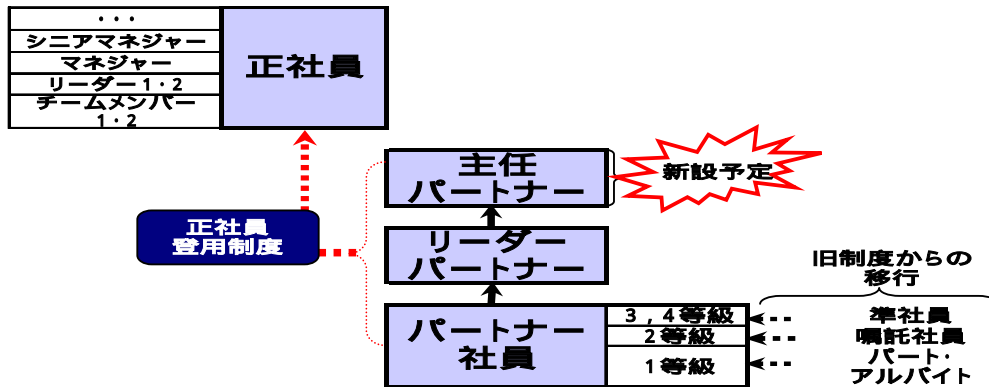 ・・・
シニアマネジャー
マネジャー
リーダー1・2
チームメンバー
1・2
正社員
主任
パートナー
新設予定
正社員
登用制度
リーダー
パートナー
旧制度からの
移行
パートナー
社員
3,4等級
2等級
1等級
準社員
嘱託社員
パート・
アルバイト